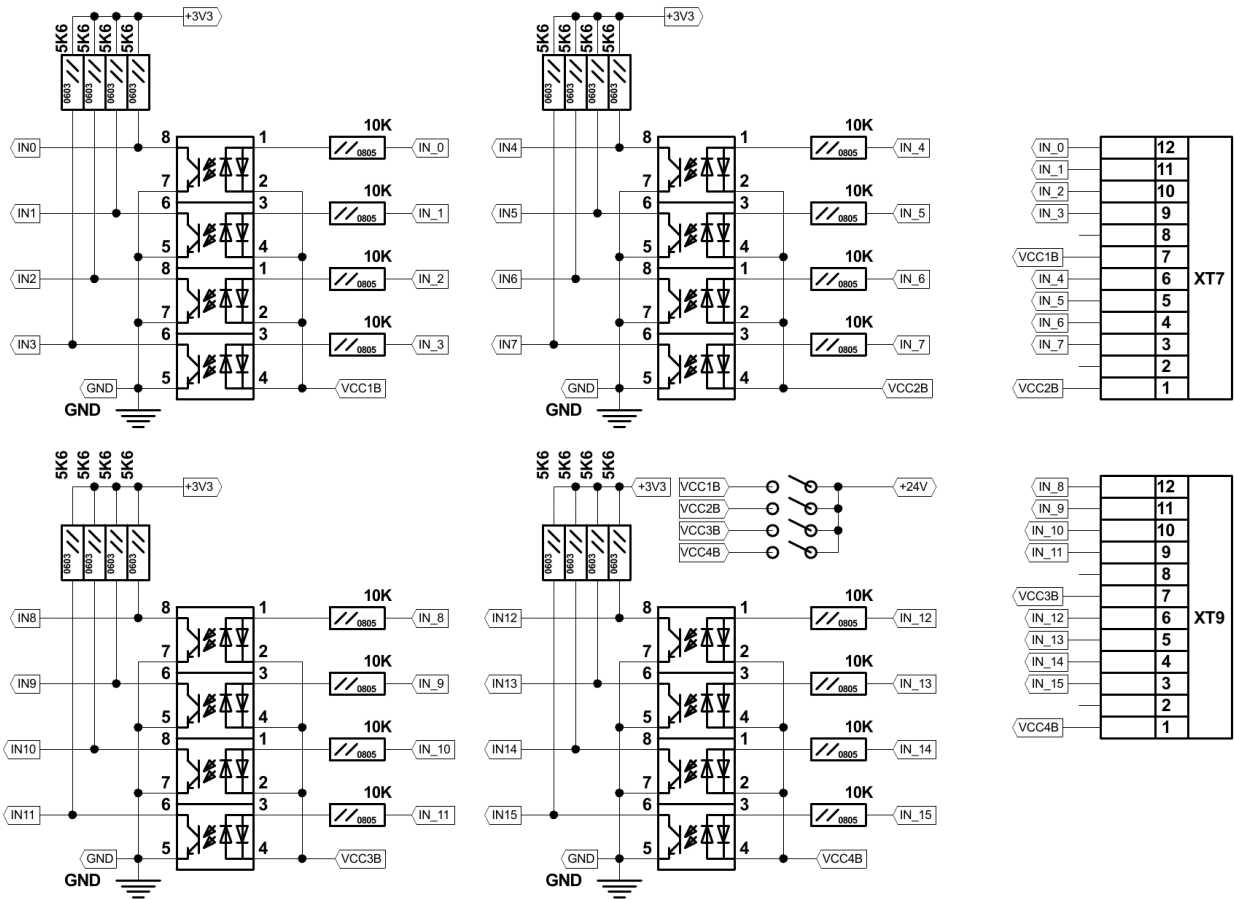 +3V3
5K6 5K6 5K6 5K6
0603 0603 0603 0603
IN0 8 1 10K 0805 IN_0
7 2
IN1 6 3 10K 0805 IN_1
5 4
IN2 8 1 10K 0805 IN_2
7 2
IN3 6 3 10K 0805 IN_3
GND 5 4 VCC1B
GND
+3V3
5K6 5K6 5K6 5K6
0603 0603 0603 0603
IN4 8 1 10K 0805 IN_4
7 2
IN5 6 3 10K 0805 IN_5
5 4
IN6 8 1 10K 0805 IN_6
7 2
IN7 6 3 10K 0805 IN_7
GND 5 4 VCC2B
GND
IN_0 12
IN_1 11
IN_2 10
IN_3 9
8
VCC1B 7
IN_4 6 XT7
IN_5 5
IN_6 4
IN_7 3
2
VCC2B 1
5K6 5K6 5K6 5K6
+3V3
0603 0603 0603 0603
IN8 8 1 10K 0805 IN_8
7 2
IN9 6 3 10K 0805 IN_9
5 4
IN10 8 1 10K 0805 IN_10
7 2
IN11 6 3 10K 0805 IN_11
GND 5 4 VCC3B
GND
5K6 5K6 5K6 5K6
+3V3
VCC1B +24V
VCC2B
VCC3B
VCC4B
0603 0603 0603 0603
IN12 8 1 10K 0805 IN_12
7 2
IN13 6 3 10K 0805 IN_13
5 4
IN14 8 1 10K 0805 IN_14
7 2
IN15 6 3 10K 0805 IN_15
GND 5 4 VCC4B
GND
IN_8 12
IN_9 11
IN_10 10
IN_11 9
8
VCC3B 7
IN_12 6 XT9
IN_13 5
IN_14 4
IN_15 3
2
VCC4B 1